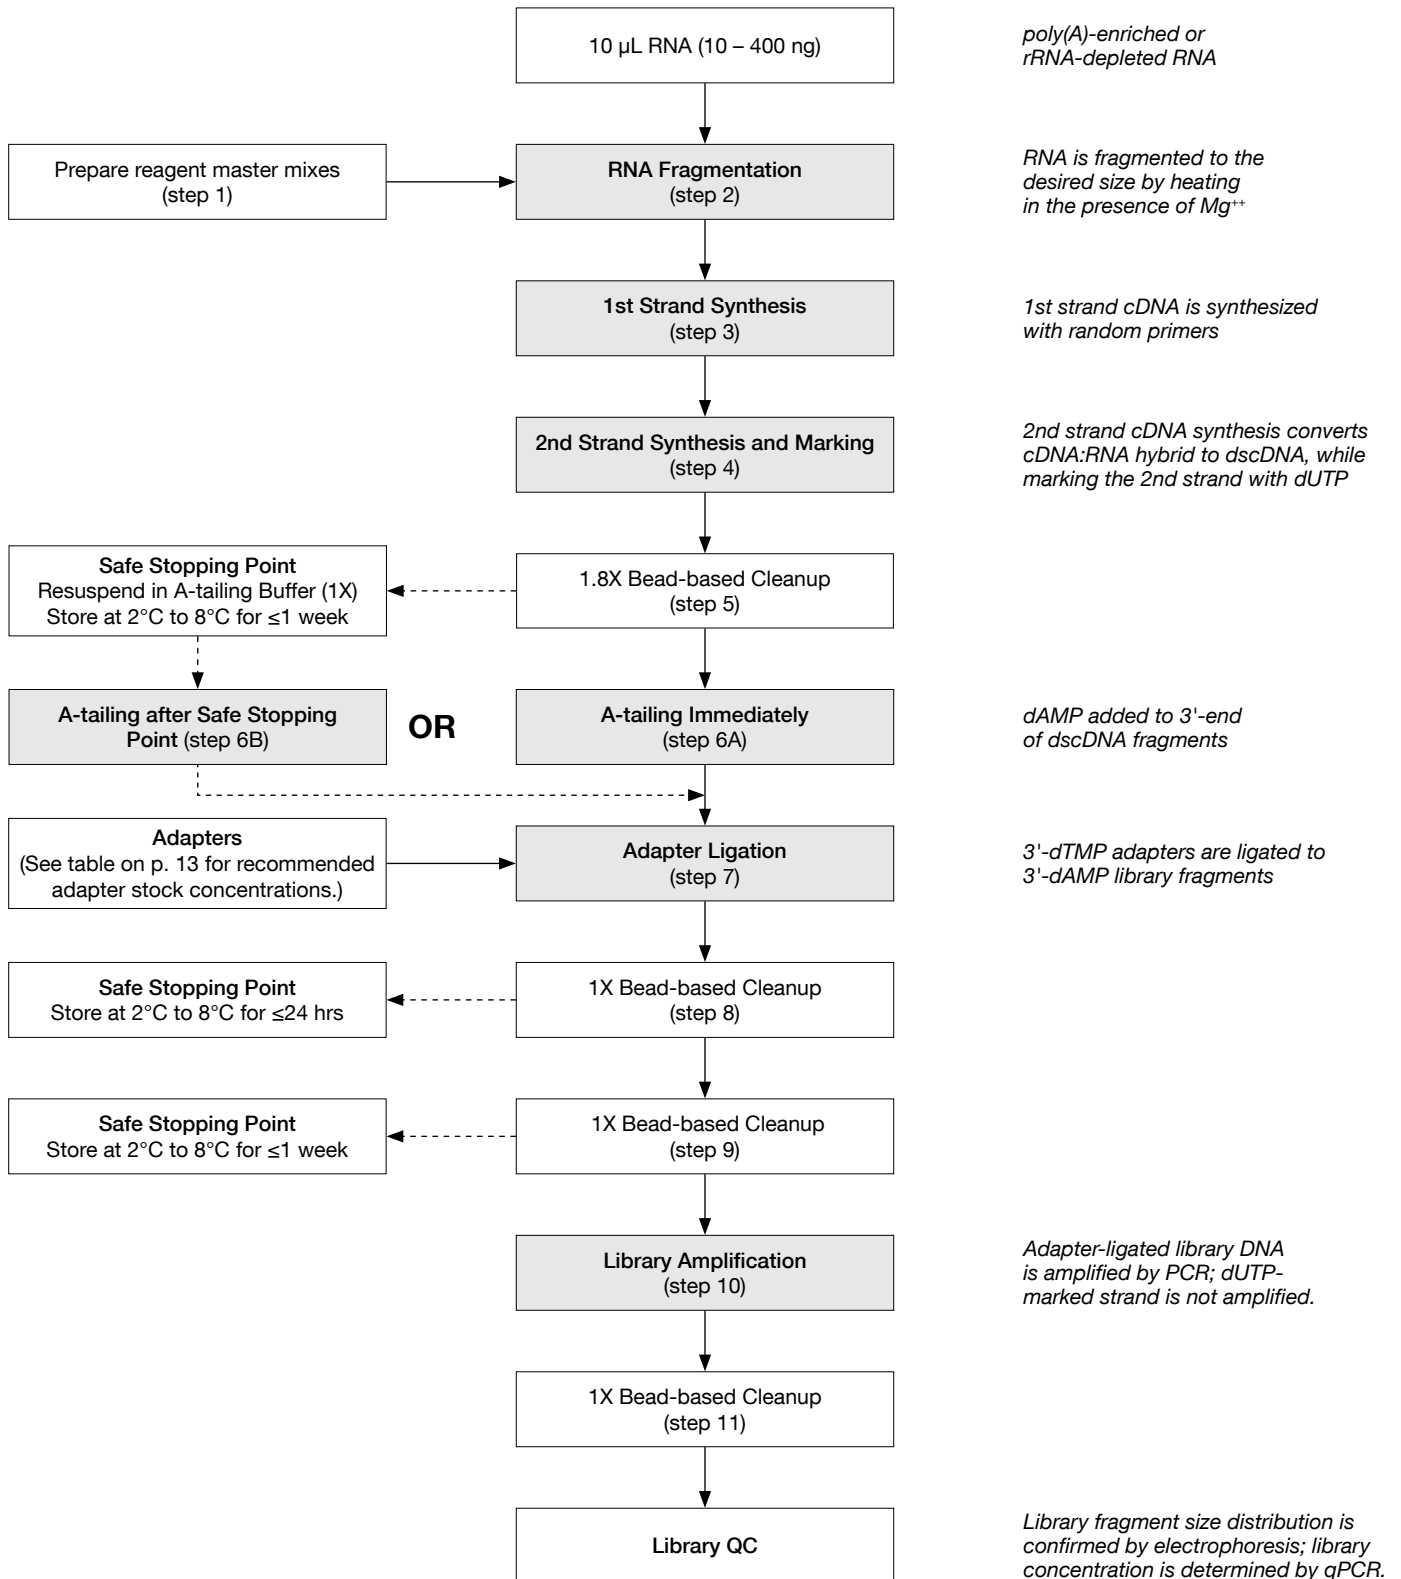 10 µL RNA (10 – 400 ng)
poly(A)-enriched or
rRNA-depleted RNA
Prepare reagent master mixes
(step 1)
RNA Fragmentation
(step 2)
RNA is fragmented to the
desired size by heating
in the presence of Mg⁺⁺
1st Strand Synthesis
(step 3)
1st strand cDNA is synthesized
with random primers
2nd Strand Synthesis and Marking
(step 4)
2nd strand cDNA synthesis converts
cDNA:RNA hybrid to dscDNA, while
marking the 2nd strand with dUTP
Safe Stopping Point
Resuspend in A-tailing Buffer (1X)
Store at 2°C to 8°C for ≤1 week
1.8X Bead-based Cleanup
(step 5)
A-tailing after Safe Stopping
Point (step 6B)
OR
A-tailing Immediately
(step 6A)
dAMP added to 3'-end
of dscDNA fragments
Adapters
(See table on p. 13 for recommended
adapter stock concentrations.)
Adapter Ligation
(step 7)
3'-dTMP adapters are ligated to
3'-dAMP library fragments
Safe Stopping Point
Store at 2°C to 8°C for ≤24 hrs
1X Bead-based Cleanup
(step 8)
Safe Stopping Point
Store at 2°C to 8°C for ≤1 week
1X Bead-based Cleanup
(step 9)
Library Amplification
(step 10)
Adapter-ligated library DNA
is amplified by PCR; dUTP-
marked strand is not amplified.
1X Bead-based Cleanup
(step 11)
Library QC
Library fragment size distribution is
confirmed by electrophoresis; library
concentration is determined by qPCR.